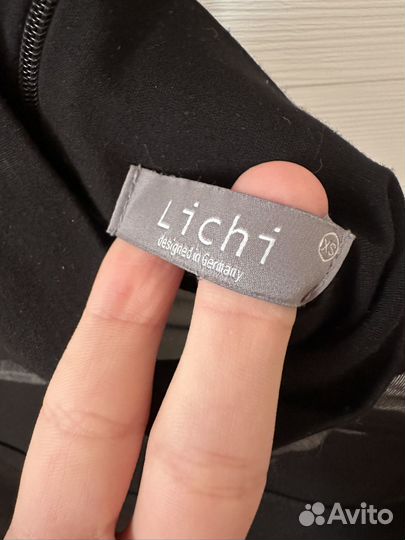 Lichi
designed in Germany
XS
Avito